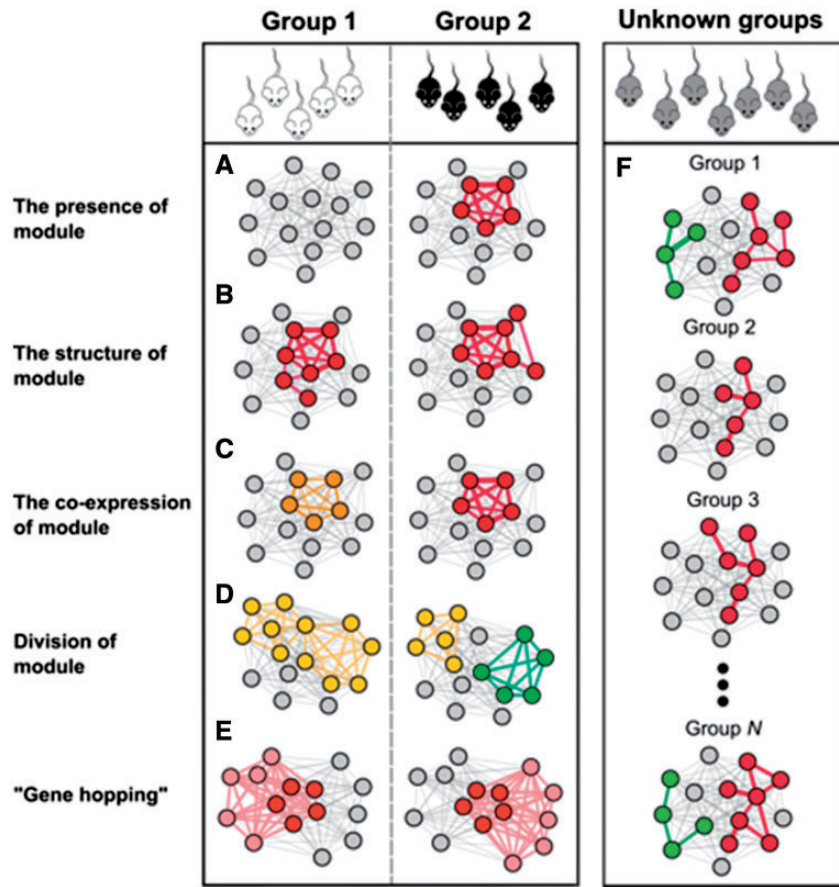 Group 1
Group 2
Unknown groups
A
The presence of
module
B
The structure of
module
C
The co-expression
of module
D
Division of
module
E
"Gene hopping"
F
Group 1
Group 2
Group 3
Group N